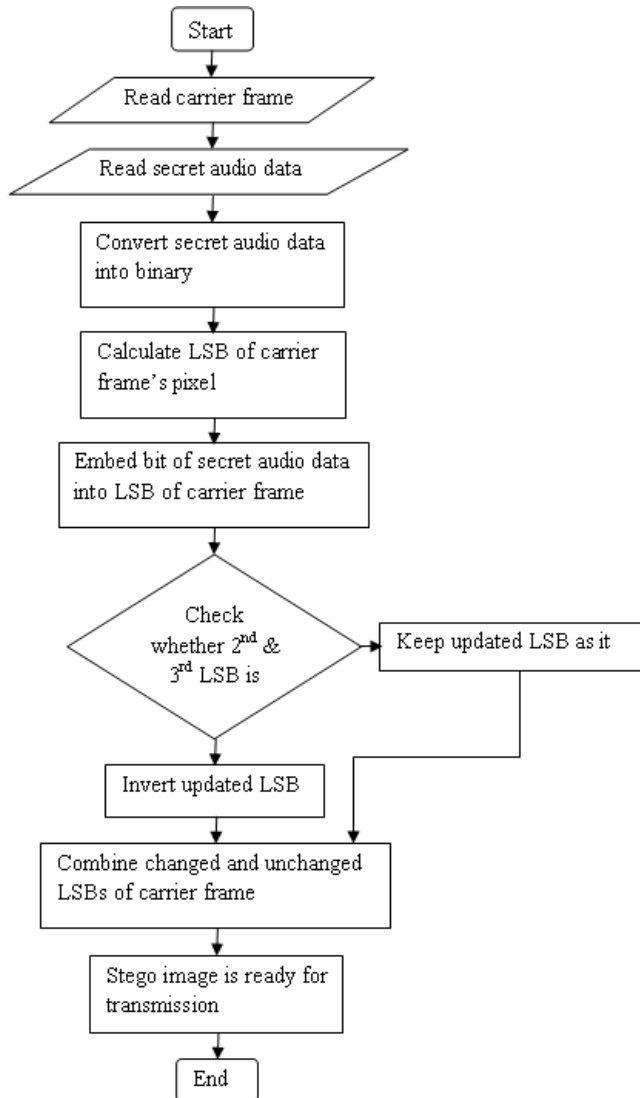 Start
Read carrier frame
Read secret audio data
Convert secret audio data
into binary
Calculate LSB of carrier
frame's pixel
Embed bit of secret audio data
into LSB of carrier frame
Check
whether 2nd &
3rd LSB is
Keep updated LSB as it
Invert updated LSB
Combine changed and unchanged
LSBs of carrier frame
Stego image is ready for
transmission
End